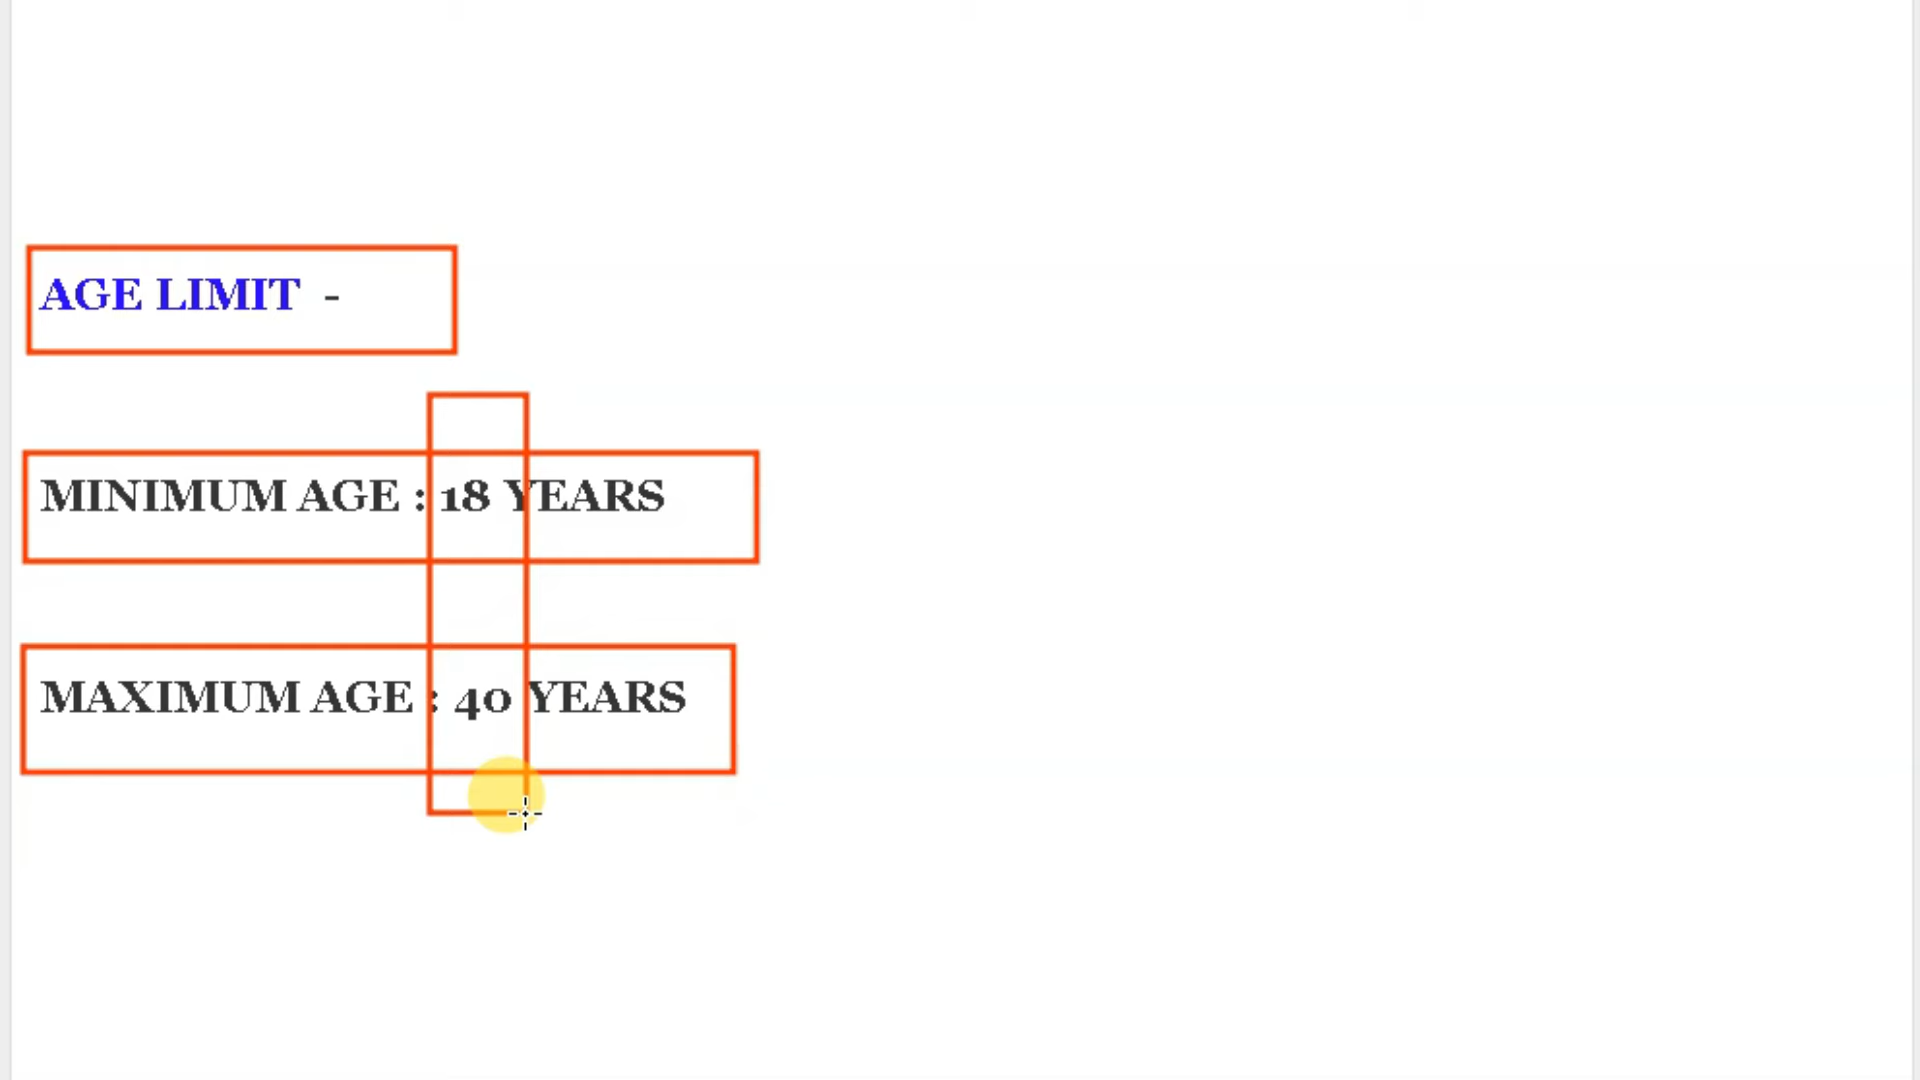 AGE LIMIT -
MINIMUM AGE : 18 YEARS
MAXIMUM AGE : 40 YEARS